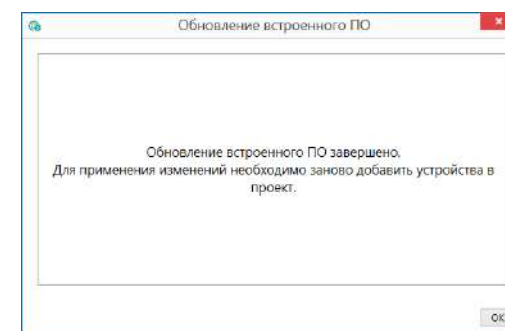 Обновление встроенного ПО
Обновление встроенного ПО завершено.
Для применения изменений необходимо заново добавить устройства в
проект.
ОК